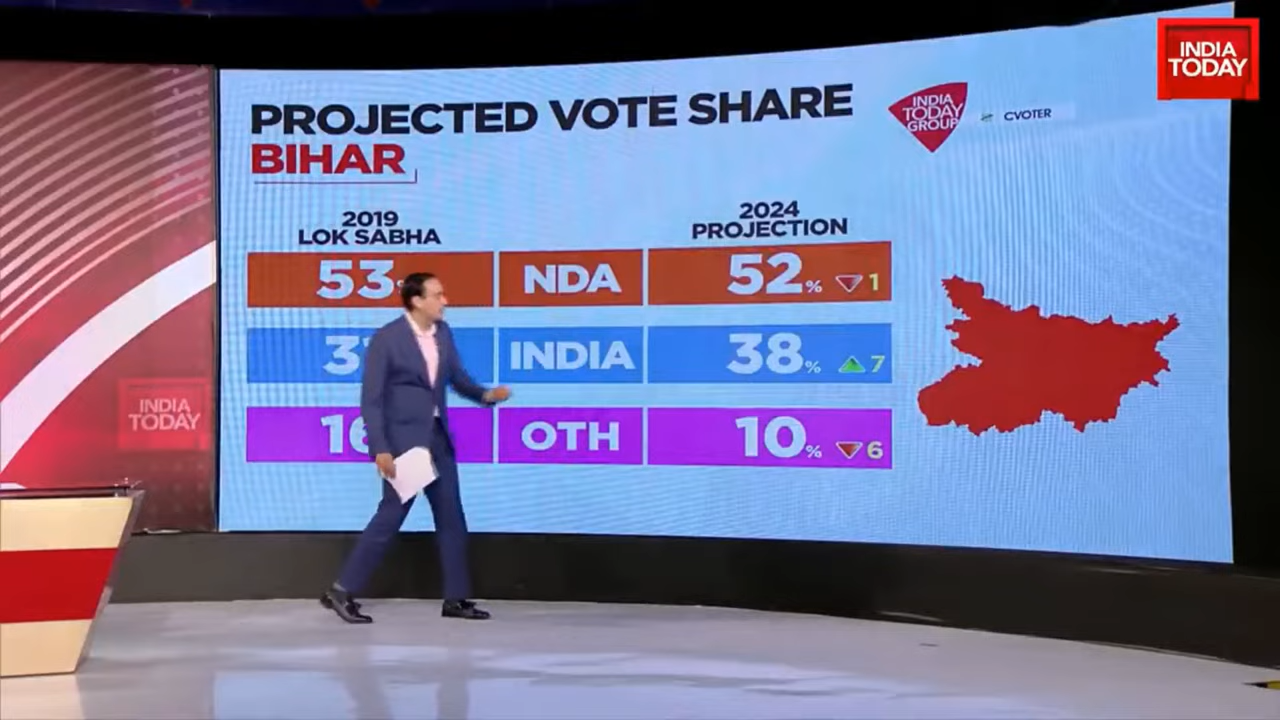 INDIA
TODAY
PROJECTED VOTE SHARE
BIHAR
INDIA
TODAY
GROUP
CVOTER
2019
LOK SABHA
2024
PROJECTION
53
NDA
52% 1
INDIA
38% 7
OTH
10% 6
INDIA
TODAY